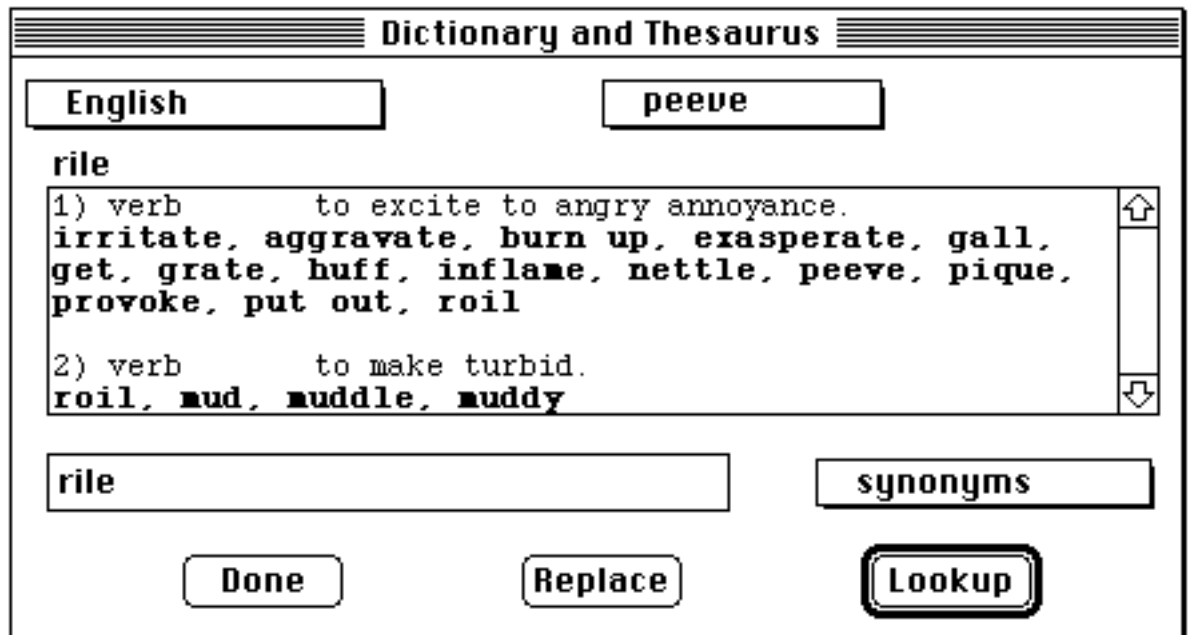 Dictionary and Thesaurus
English
peeve
rile
1) verb to excite to angry annoyance.
irritate, aggravate, burn up, exasperate, gall,
get, grate, huff, inflame, nettle, peeve, pique,
provoke, put out, roil
2) verb to make turbid.
roil, mud, muddle, muddy
rile
synonyms
Done
Replace
Lookup